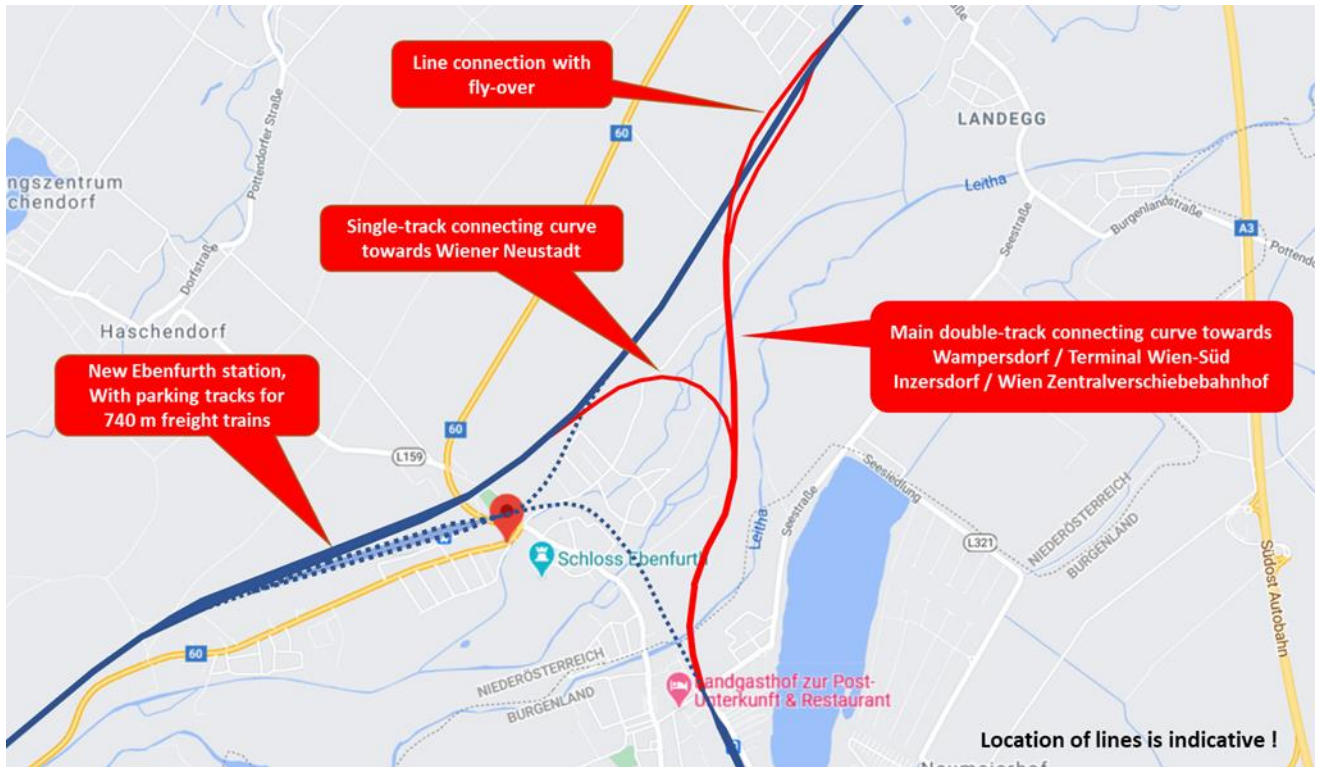 Line connection with
fly-over
LANDEGG
60
Pottendorfer Straße
ngszentrum
chendorf
Leitha
Burgenlandstraße
Seestraße
A3
Pottend
Single-track connecting curve
towards Wiener Neustadt
Dorfstraße
Haschendorf
Main double-track connecting curve towards
Wampersdorf / Terminal Wien-Süd
Inzersdorf / Wien Zentralverschiebebahnhof
New Ebenfurth station,
With parking tracks for
740 m freight trains
60
L159
Seesiedlung
Leitha
Seestraße
L321
NIEDERÖSTERREICH
BURGENLAND
Schloss Ebenfurth
Südost Autobahn
60
NIEDERÖSTERREICH
BURGENLAND
Landgasthof zur Post-
Unterkunft & Restaurant
Location of lines is indicative !
Neumaierhof